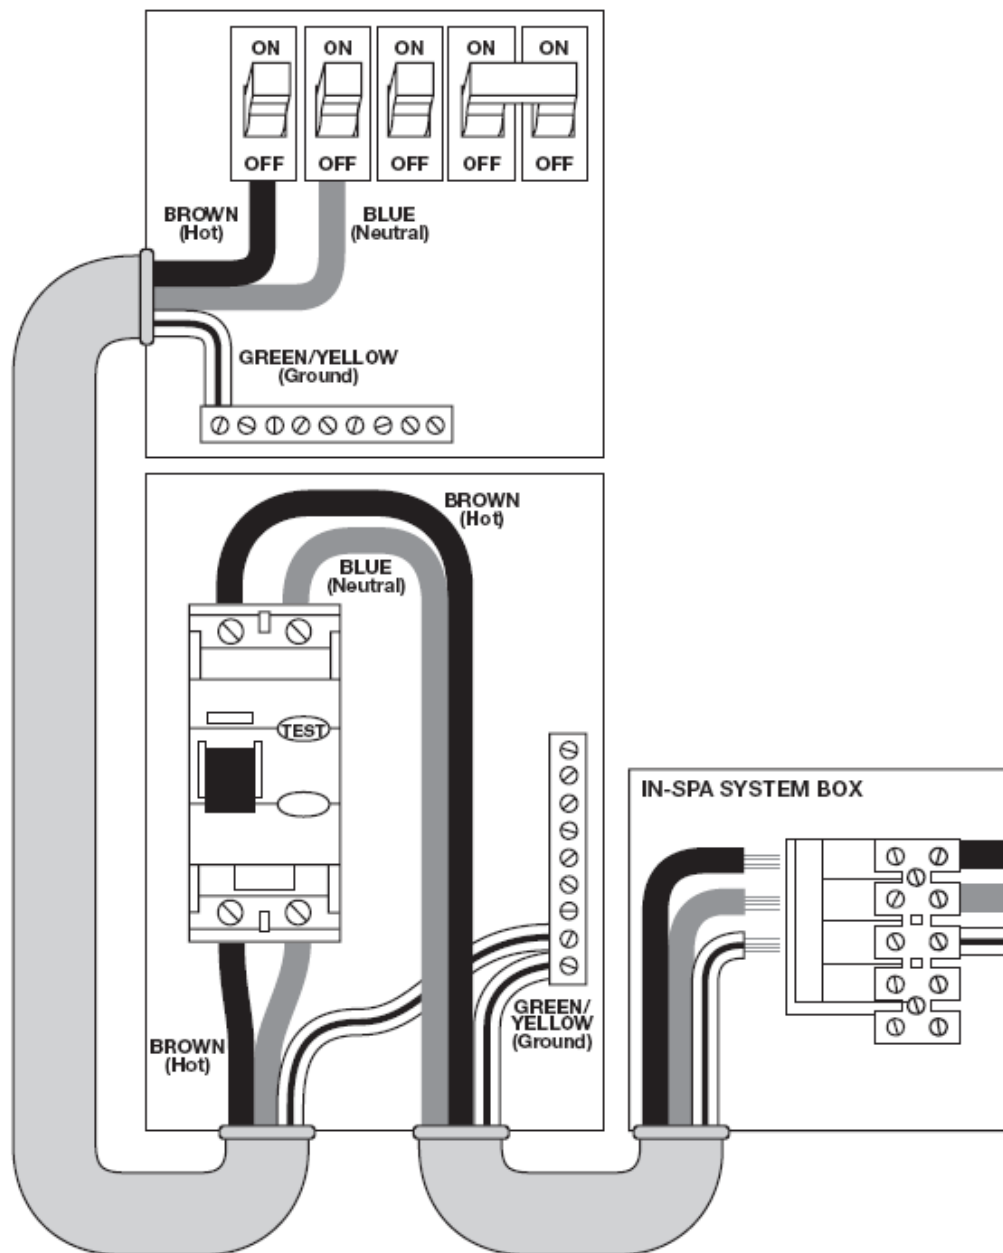 ON ON ON ON ON
OFF OFF OFF OFF OFF
BROWN
(Hot)
BLUE
(Neutral)
GREEN/YELLOW
(Ground)
BROWN
(Hot)
BLUE
(Neutral)
TEST
IN-SPA SYSTEM BOX
GREEN/
YELLOW
(Ground)
BROWN
(Hot)